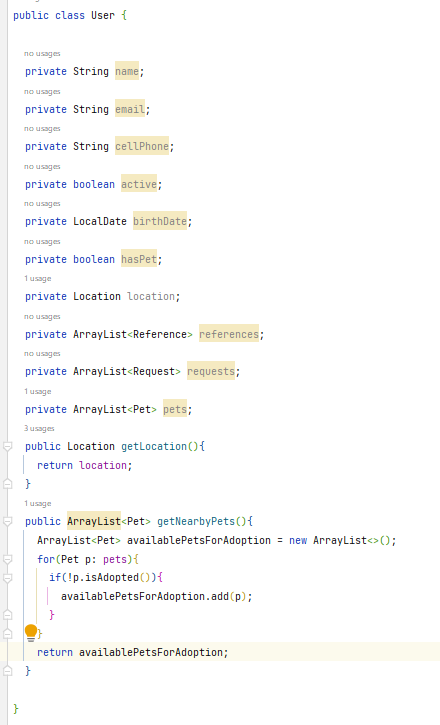 public class User {
no usages
private String name;
no usages
private String email;
no usages
private String cellPhone;
no usages
private boolean active;
no usages
private LocalDate birthDate;
no usages
private boolean hasPet;
1 usage
private Location location;
no usages
private ArrayList<Reference> references;
no usages
private ArrayList<Request> requests;
1 usage
private ArrayList<Pet> pets;
3 usages
public Location getLocation(){
return location;
}
1 usage
public ArrayList<Pet> getNearbyPets(){
ArrayList<Pet> availablePetsForAdoption = new ArrayList<>();
for(Pet p: pets){
if(!p.isAdopted()){
availablePetsForAdoption.add(p);
}
}
return availablePetsForAdoption;
}
}